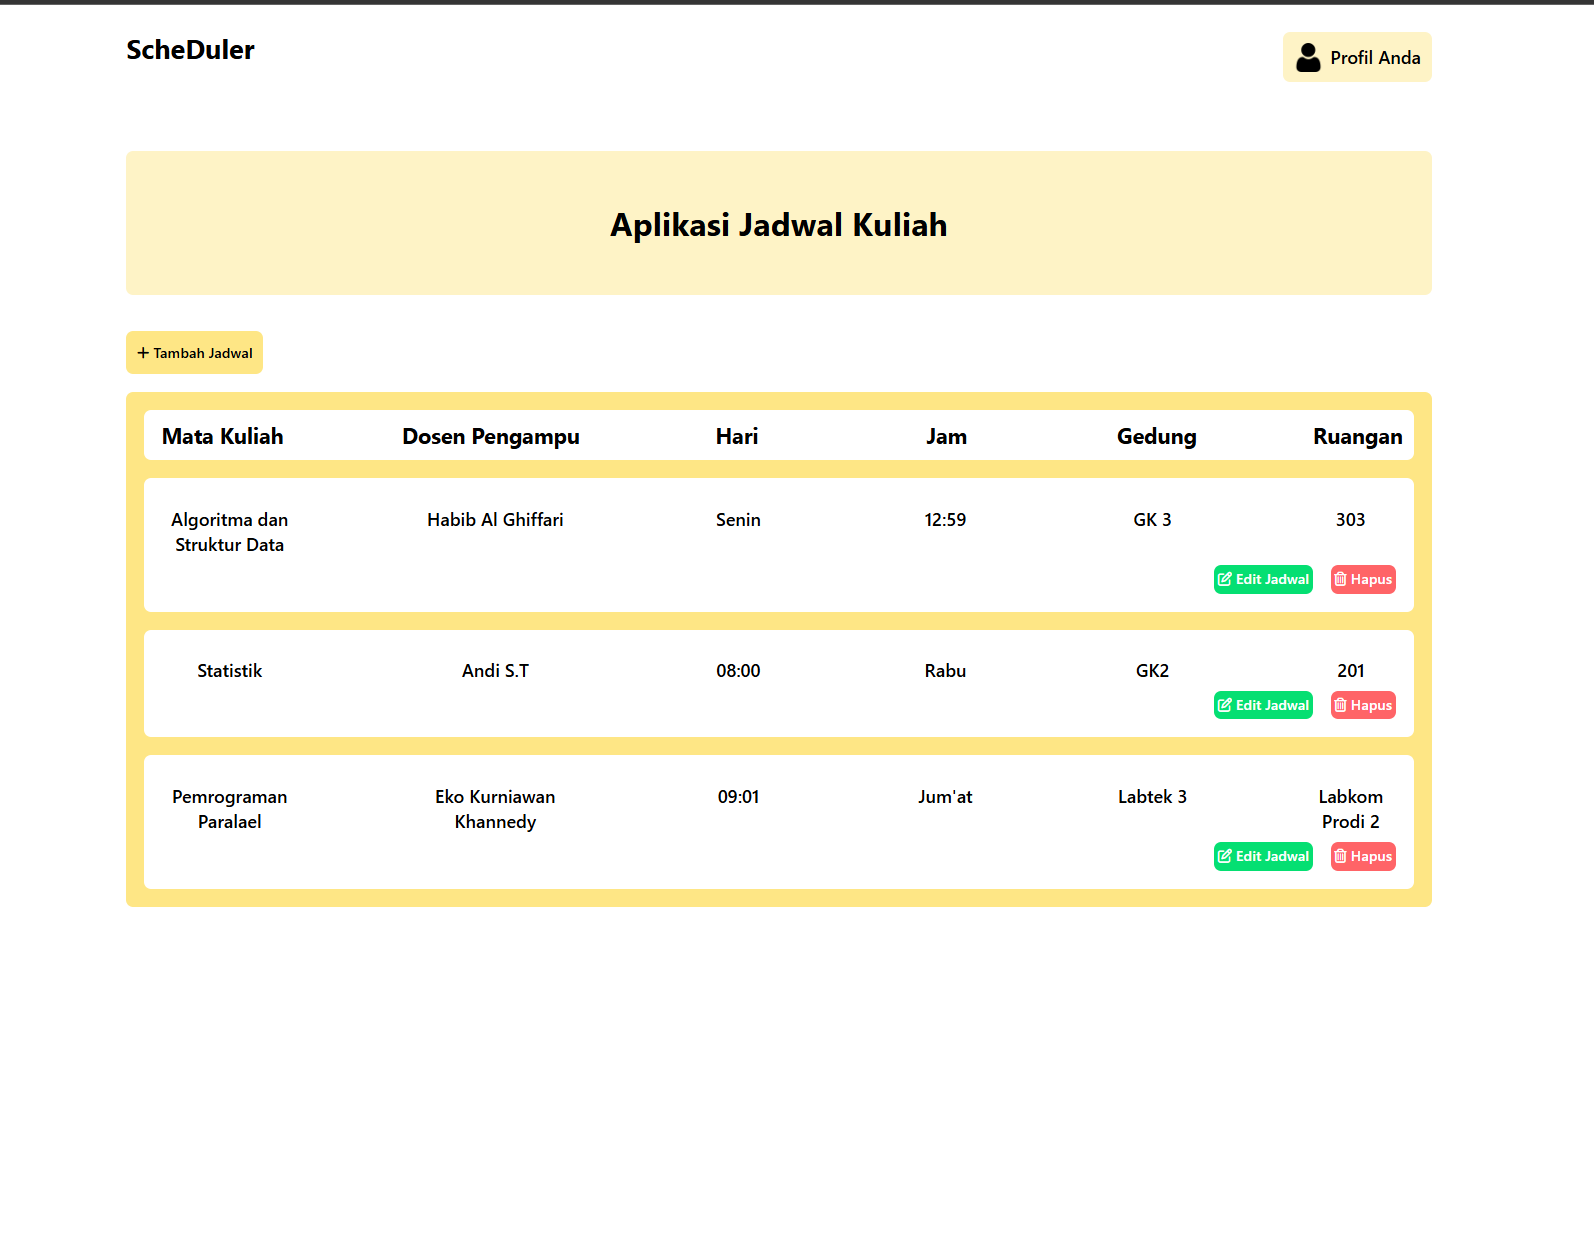 ScheDuler
Profil Anda
Aplikasi Jadwal Kuliah
+ Tambah Jadwal
Mata Kuliah Dosen Pengampu Hari Jam Gedung Ruangan
Algoritma dan Habib Al Ghiffari Senin 12:59 GK 3 303
Struktur Data
Edit Jadwal Hapus
Statistik Andi S.T 08:00 Rabu GK2 201
Edit Jadwal Hapus
Pemrograman Eko Kurniawan 09:01 Jum'at Labtek 3 Labkom
Paralael Khannedy Prodi 2
Edit Jadwal Hapus